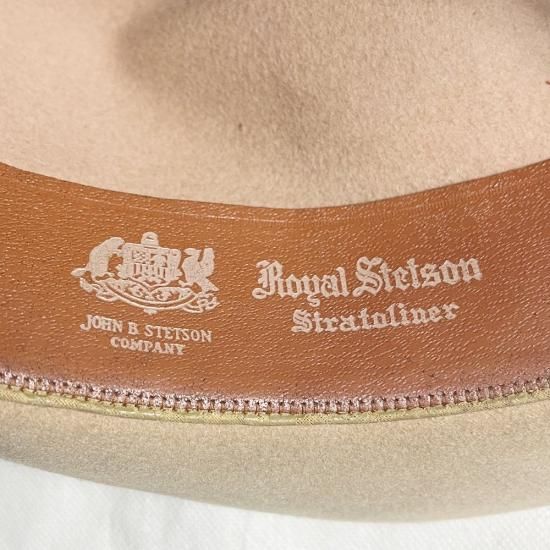 JOHN B. STETSON
COMPANY
Royal Stetson
Stratoliner